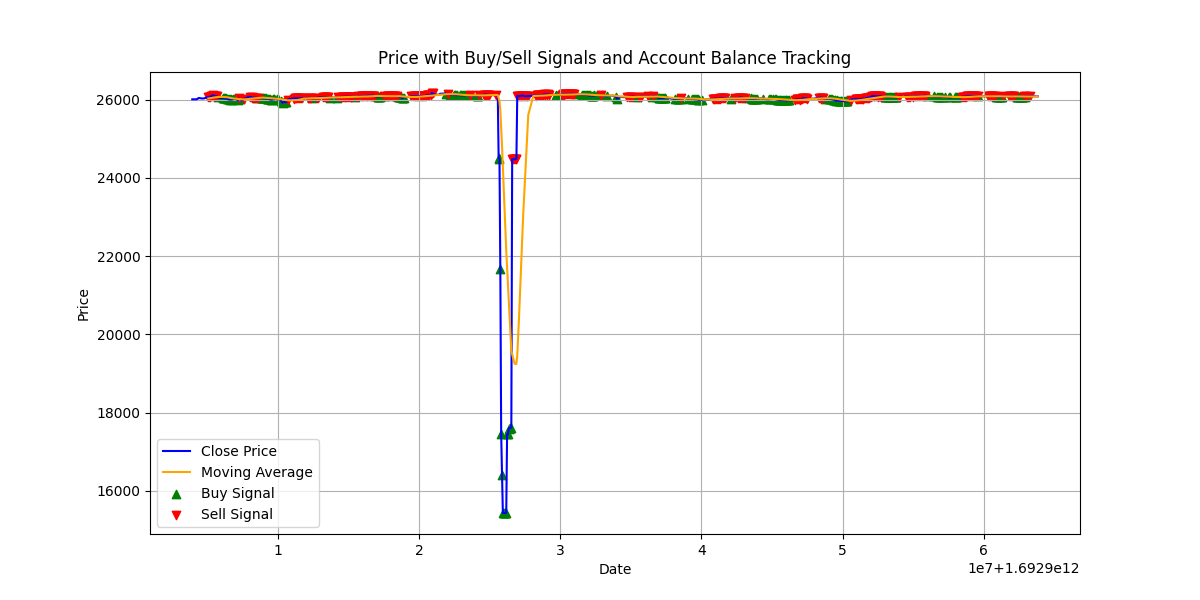 Price with Buy/Sell Signals and Account Balance Tracking
Price
26000
24000
22000
20000
18000
16000
Close Price
Moving Average
Buy Signal
Sell Signal
1 2 3 4 5 6
Date
1e7+1.6929e12